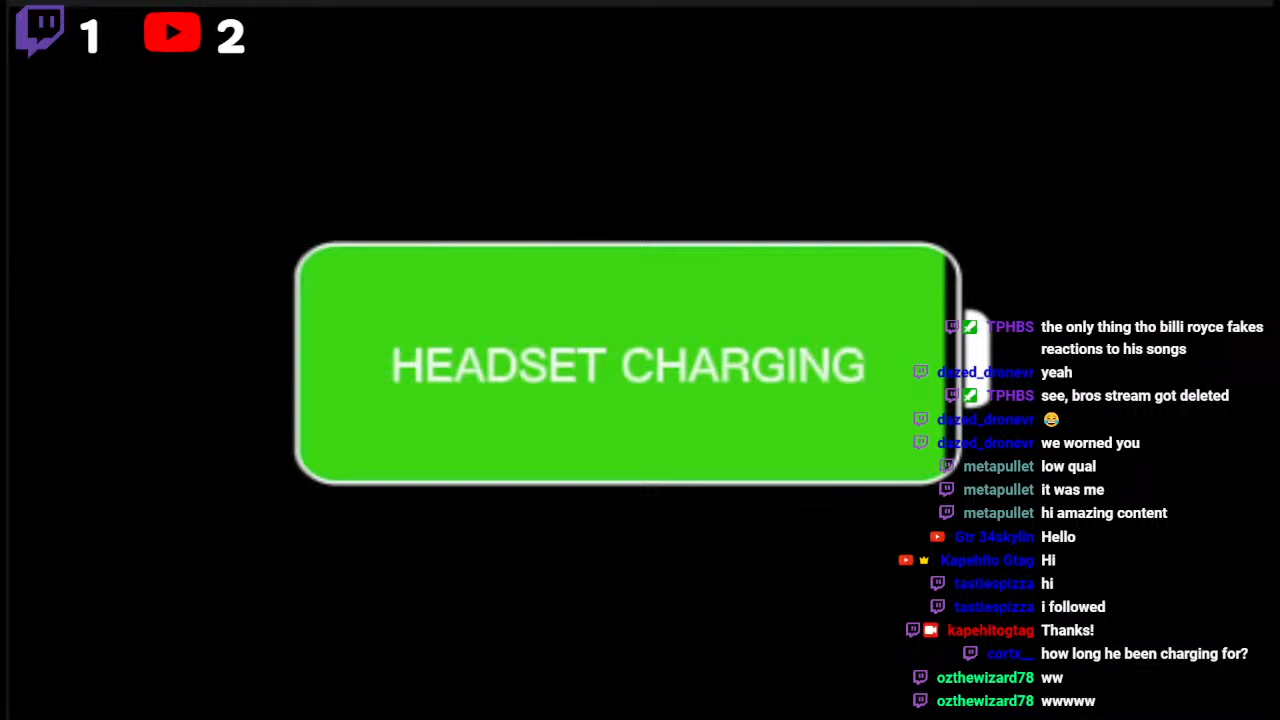 1 2
HEADSET CHARGING
TPHBS the only thing tho billi royce fakes
reactions to his songs
dazed_dronevr yeah
TPHBS see, bros stream got deleted
dazed_dronevr 😂
dazed_dronevr we worned you
metapullet low qual
metapullet it was me
metapullet hi amazing content
Gtr 34skylin Hello
Kapehito Gtag Hi
tastiespizza hi
tastiespizza i followed
kapehitogtag Thanks!
cortx__ how long he been charging for?
ozthewizard78 ww
ozthewizard78 wwwww